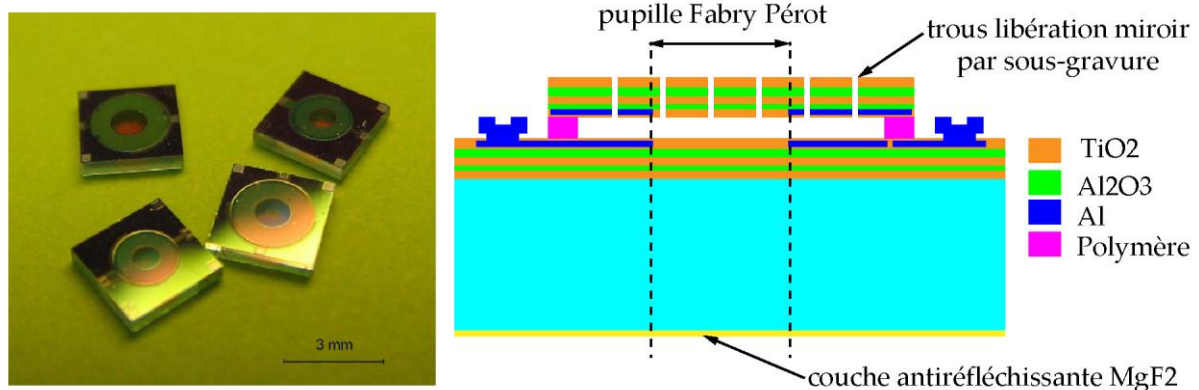 pupille Fabry Pérot
trous libération miroir
par sous-gravure
TiO2
Al2O3
Al
Polymère
3 mm
couche antiréfléchissante MgF2